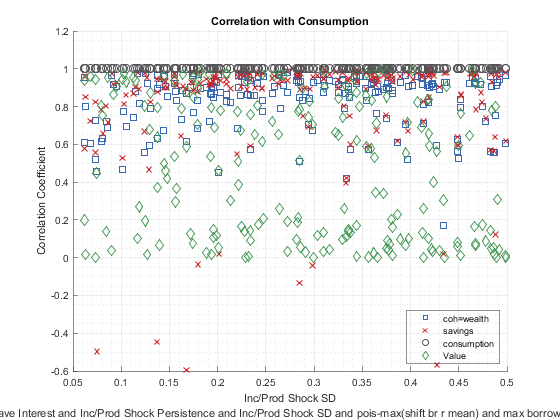 Correlation with Consumption
1.2
1
0.8
0.6
0.4
0.2
0
-0.2
-0.4
-0.6
Correlation Coefficient
0.05
0.1
0.15
0.2
0.25
0.3
0.35
0.4
0.45
0.5
coh=wealth
savings
consumption
Value
Inc/Prod Shock SD
ave Interest and Inc/Prod Shock Persistence and Inc/Prod Shock SD and pois-max(shift br r mean) and max borrow